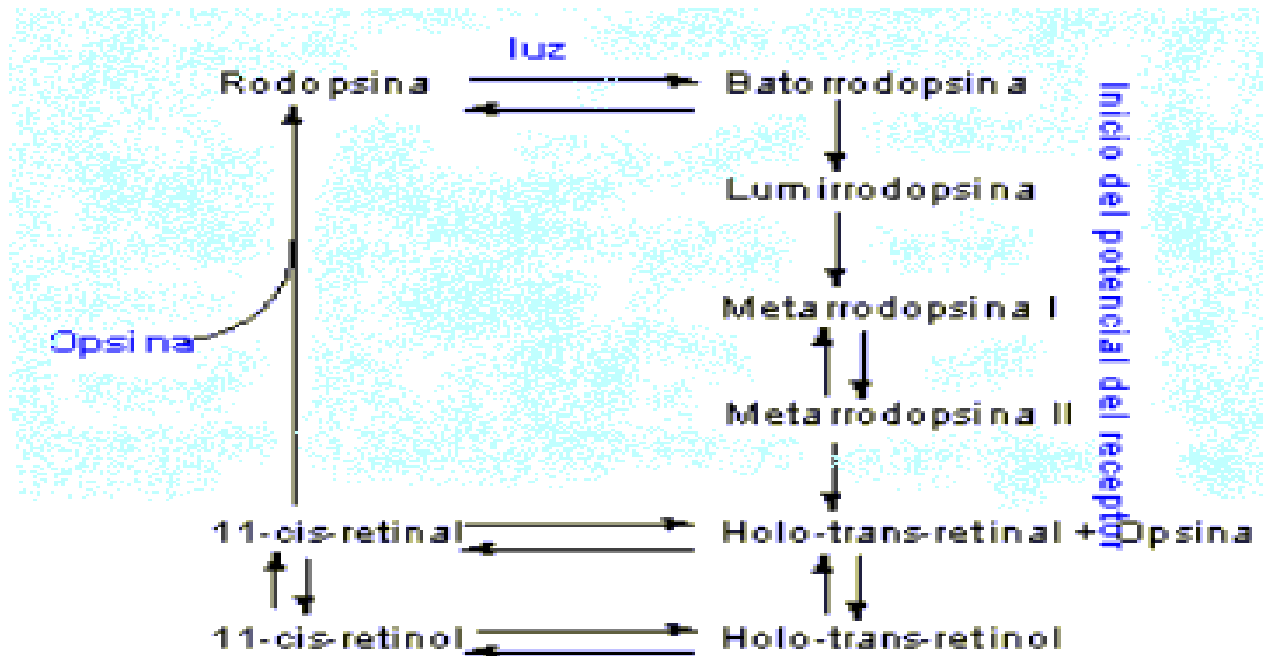 luz
Rodopsina
Batorrodopsina
Lumirrodopsina
Metarrodopsina I
Opsina
Metarrodopsina II
Inicio del potencial del receptor
11-cis-retinal
Holo-trans-retinal + Opsina
11-cis-retinol
Holo-trans-retinol